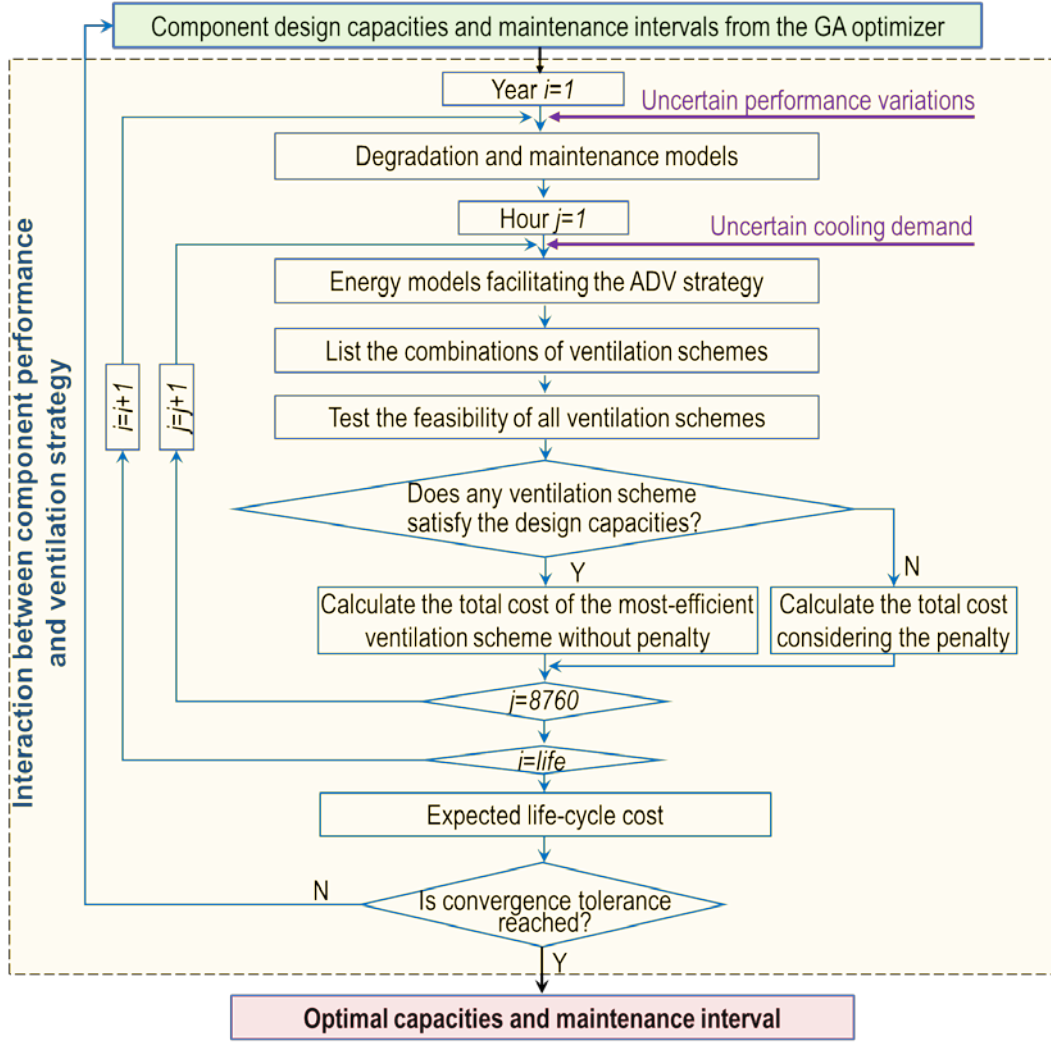 Component design capacities and maintenance intervals from the GA optimizer
Year i=1
Uncertain performance variations
Degradation and maintenance models
Hour j=1
Uncertain cooling demand
Energy models facilitating the ADV strategy
List the combinations of ventilation schemes
Test the feasibility of all ventilation schemes
Does any ventilation scheme
satisfy the design capacities?
Y
N
Calculate the total cost of the most-efficient
ventilation scheme without penalty
Calculate the total cost
considering the penalty
j=8760
i=life
i=i+1
j=j+1
Expected life-cycle cost
Is convergence tolerance
reached?
N
Y
Optimal capacities and maintenance interval
Interaction between component performance
and ventilation strategy